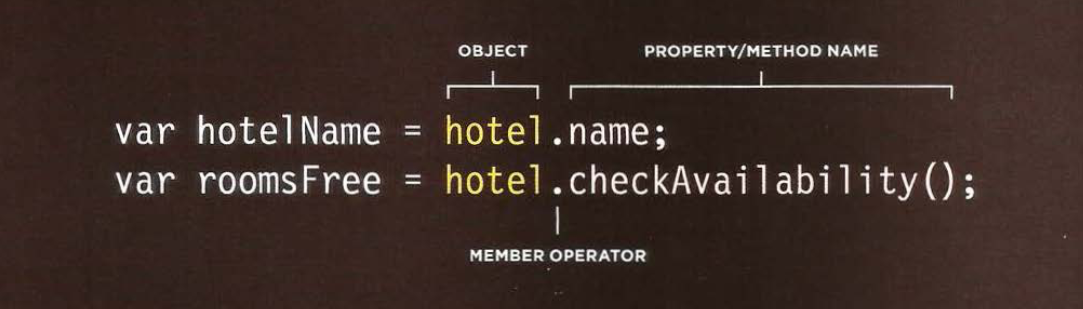 OBJECT PROPERTY/METHOD NAME
var hotelName = hotel.name;
var roomsFree = hotel.checkAvailability();
MEMBER OPERATOR